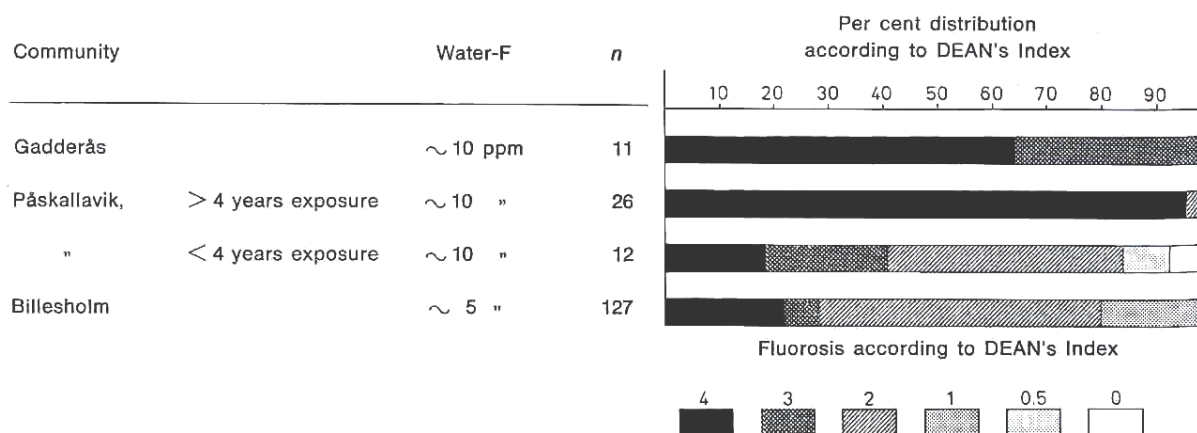 Per cent distribution
according to DEAN's Index
Community Water-F n
10 20 30 40 50 60 70 80 90
Gadderås ~ 10 ppm 11
Påskallavik, > 4 years exposure ~ 10 " 26
" < 4 years exposure ~ 10 " 12
Billesholm ~ 5 " 127
Fluorosis according to DEAN's Index
4 3 2 1 0.5 0